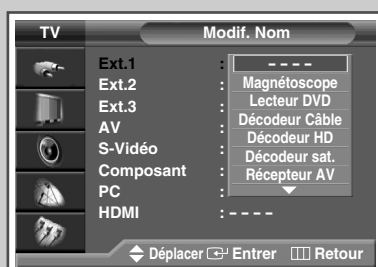 TV
Modif. Nom
Ext.1 : - - - -
Ext.2 : Magnétoscope
Ext.3 : Lecteur DVD
Décodeur Câble
AV :
Décodeur HD
S-Vidéo :
Décodeur sat.
Composant : Récepteur AV
PC :
HDMI : - - - -
Déplacer Entrer Retour